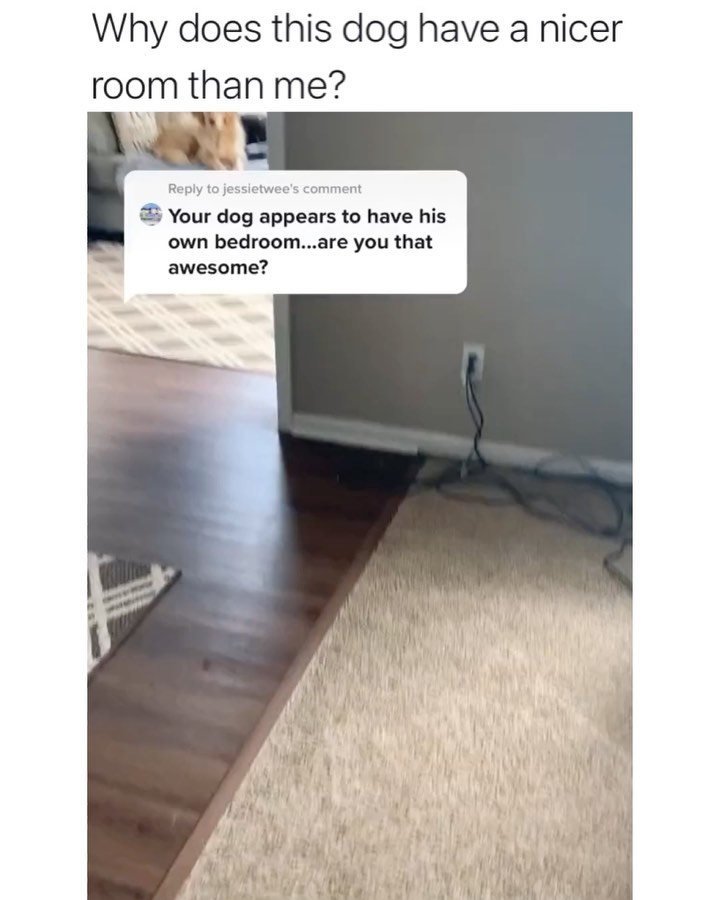 Why does this dog have a nicer
room than me?
Reply to jessietwee's comment
Your dog appears to have his
own bedroom...are you that
awesome?